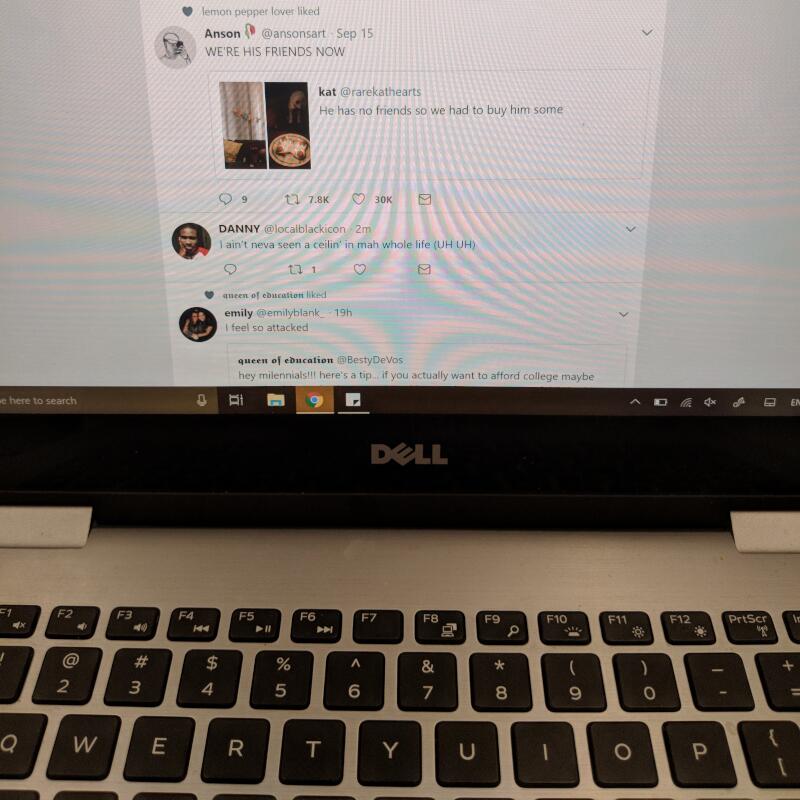 lemon pepper lover liked
Anson @ansonsart · Sep 15
WE'RE HIS FRIENDS NOW
kat @rarekathearts
He has no friends so we had to buy him some
9 7.8K 30K
DANNY @localblackicon · 2m
I ain't neva seen a ceilin' in mah whole life (UH UH)
1
queen of education liked
emily @emilyblank_ · 19h
I feel so attacked
queen of education @BestyDeVos
hey milennials!!! here's a tip... if you actually want to afford college maybe
e here to search
EN
DELL
F1 F2 F3 F4 F5 F6 F7 F8 F9 F10 F11 F12 PrtScr In
! @ # $ % ^ & * ( ) _ +
2 3 4 5 6 7 8 9 0 - =
Q W E R T Y U I O P { [